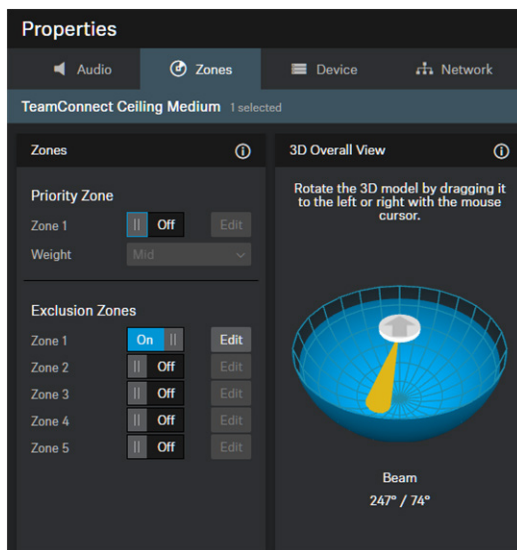 Properties
Audio
Zones
Device
Network
TeamConnect Ceiling Medium 1 selected
Zones
Priority Zone
Zone 1 Off Edit
Weight Mid
Exclusion Zones
Zone 1 On Edit
Zone 2 Off Edit
Zone 3 Off Edit
Zone 4 Off Edit
Zone 5 Off Edit
3D Overall View
Rotate the 3D model by dragging it
to the left or right with the mouse
cursor.
Beam
247° / 74°